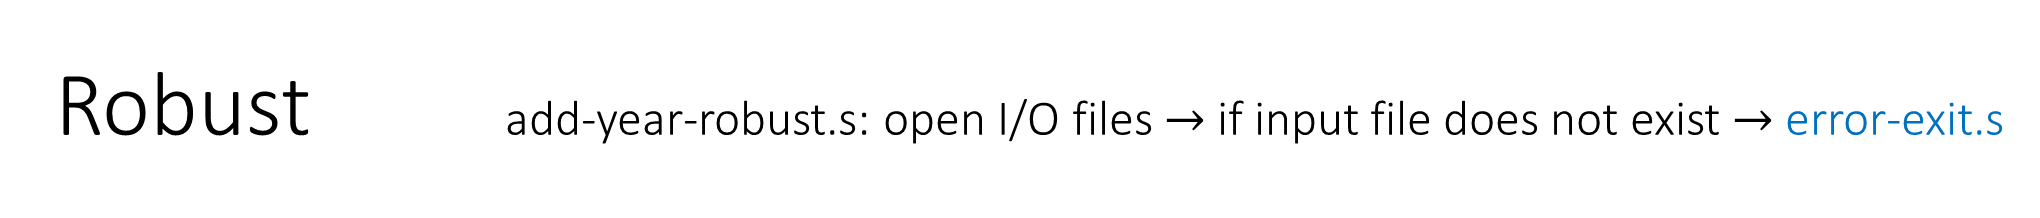 Robust
add-year-robust.s: open I/O files → if input file does not exist → error-exit.s